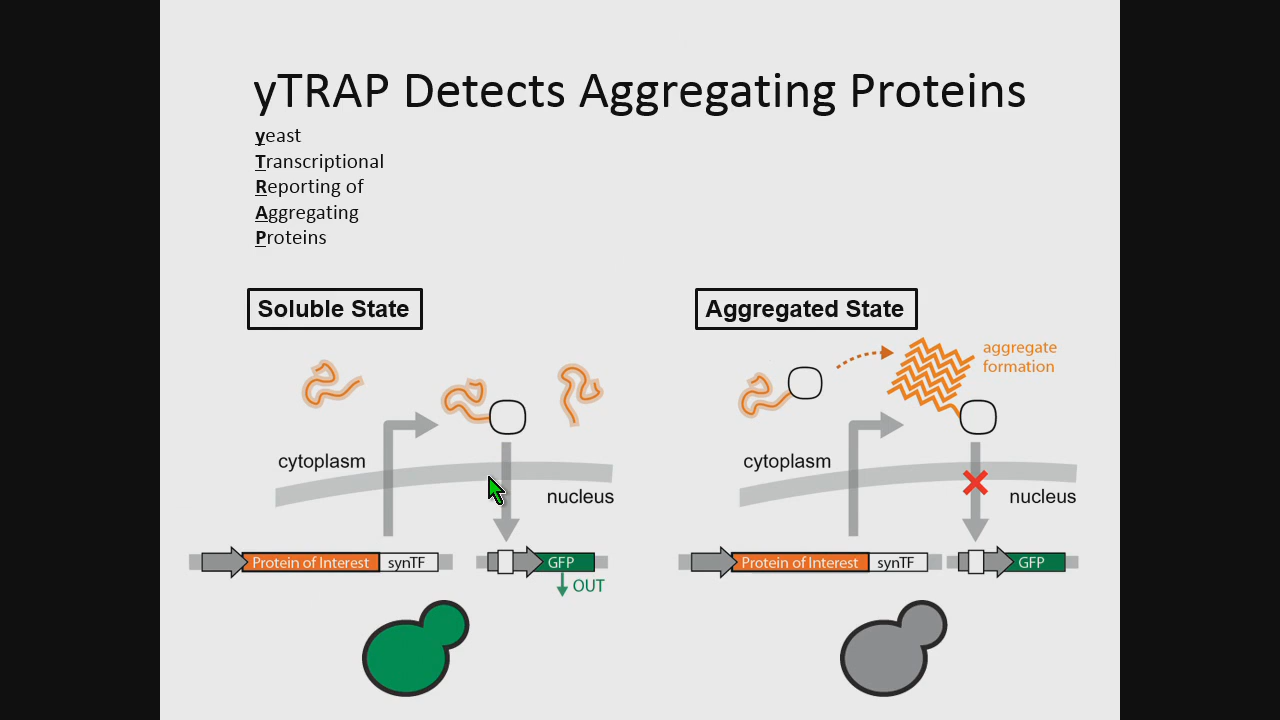 yTRAP Detects Aggregating Proteins
yeast
Transcriptional
Reporting of
Aggregating
Proteins
Soluble State
cytoplasm
nucleus
Protein of Interest synTF
GFP
OUT
Aggregated State
aggregate
formation
cytoplasm
nucleus
Protein of Interest synTF
GFP